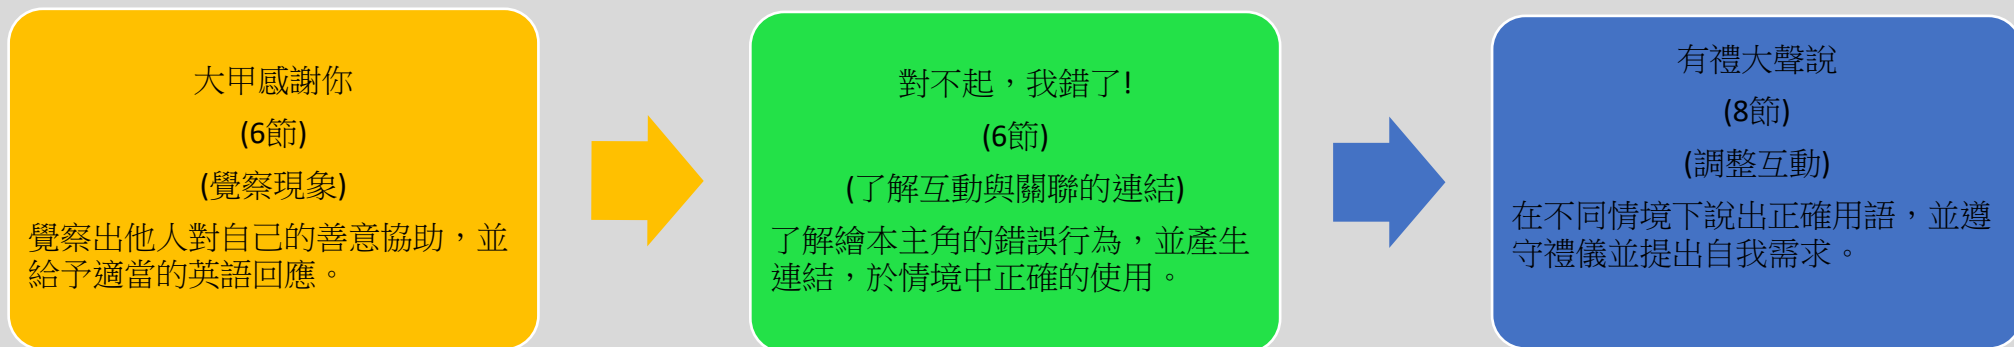 大甲感謝你
(6節)
(覺察現象)
覺察出他人對自己的善意協助，並
給予適當的英語回應。
對不起，我錯了!
(6節)
(了解互動與關聯的連結)
了解繪本主角的錯誤行為，並產生
連結，於情境中正確的使用。
有禮大聲說
(8節)
(調整互動)
在不同情境下說出正確用語，並遵
守禮儀並提出自我需求。